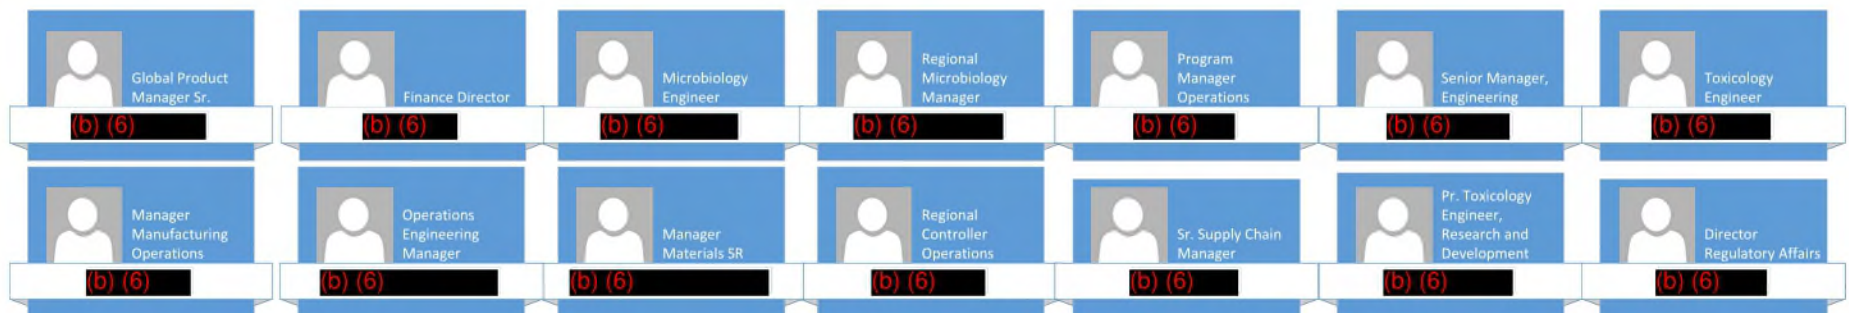 Global Product
Manager Sr.
(b) (6)
Finance Director
(b) (6)
Microbiology
Engineer
(b) (6)
Regional
Microbiology
Manager
(b) (6)
Program
Manager
Operations
(b) (6)
Senior Manager,
Engineering
(b) (6)
Toxicology
Engineer
(b) (6)
Manager
Manufacturing
Operations
(b) (6)
Operations
Engineering
Manager
(b) (6)
Manager
Materials SR
(b) (6)
Regional
Controller
Operations
(b) (6)
Sr. Supply Chain
Manager
(b) (6)
Pr. Toxicology
Engineer,
Research and
Development
(b) (6)
Director
Regulatory Affairs
(b) (6)